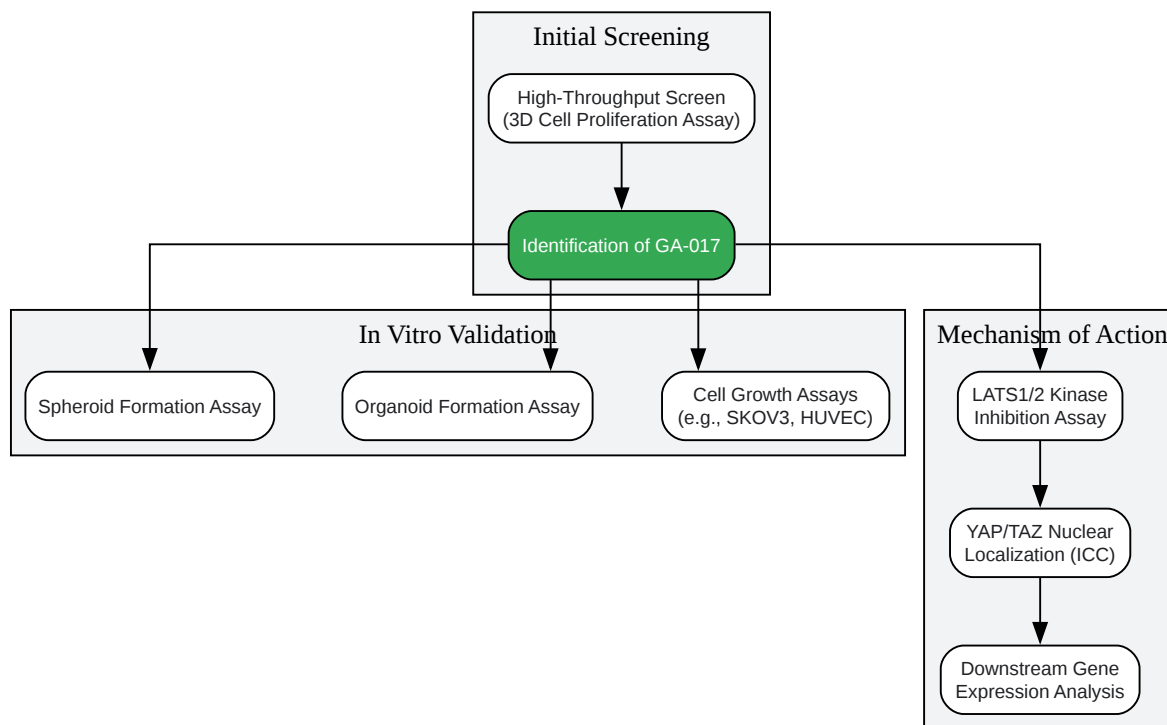 Initial Screening
High-Throughput Screen
(3D Cell Proliferation Assay)
Identification of GA-017
In Vitro Validation
Spheroid Formation Assay
Organoid Formation Assay
Cell Growth Assays
(e.g., SKOV3, HUVEC)
Mechanism of Action
LATS1/2 Kinase
Inhibition Assay
YAP/TAZ Nuclear
Localization (ICC)
Downstream Gene
Expression Analysis